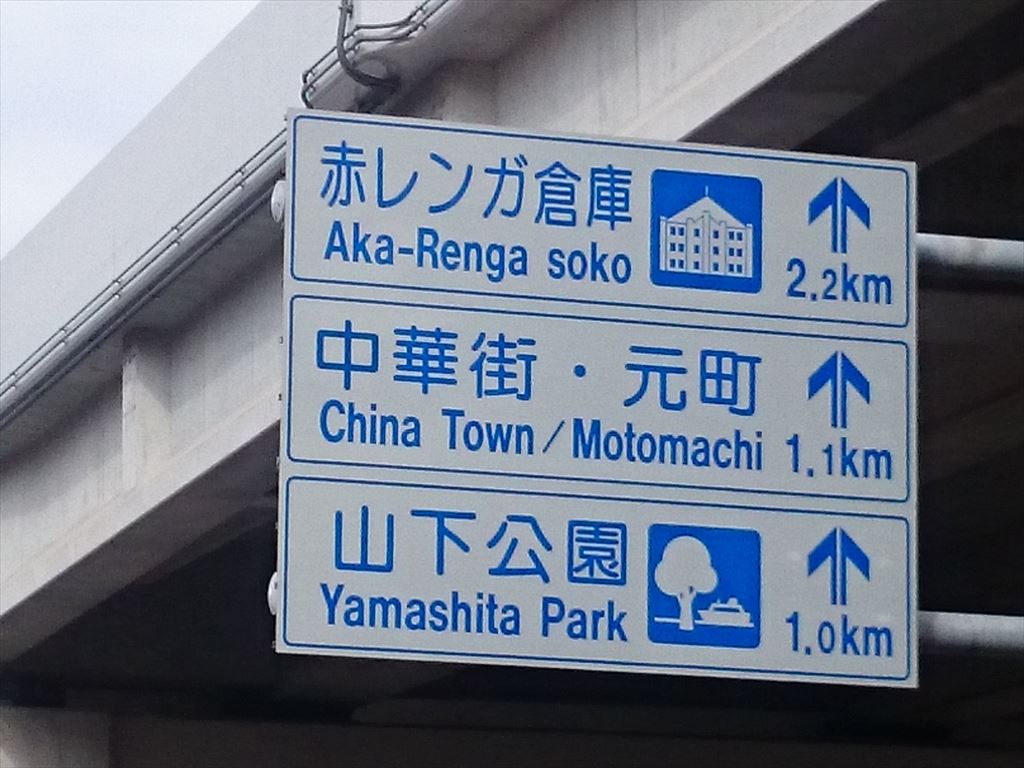 赤レンガ倉庫
Aka-Renga soko
2.2km
中華街・元町
China Town/Motomachi
1.1km
山下公園
Yamashita Park
1.0km